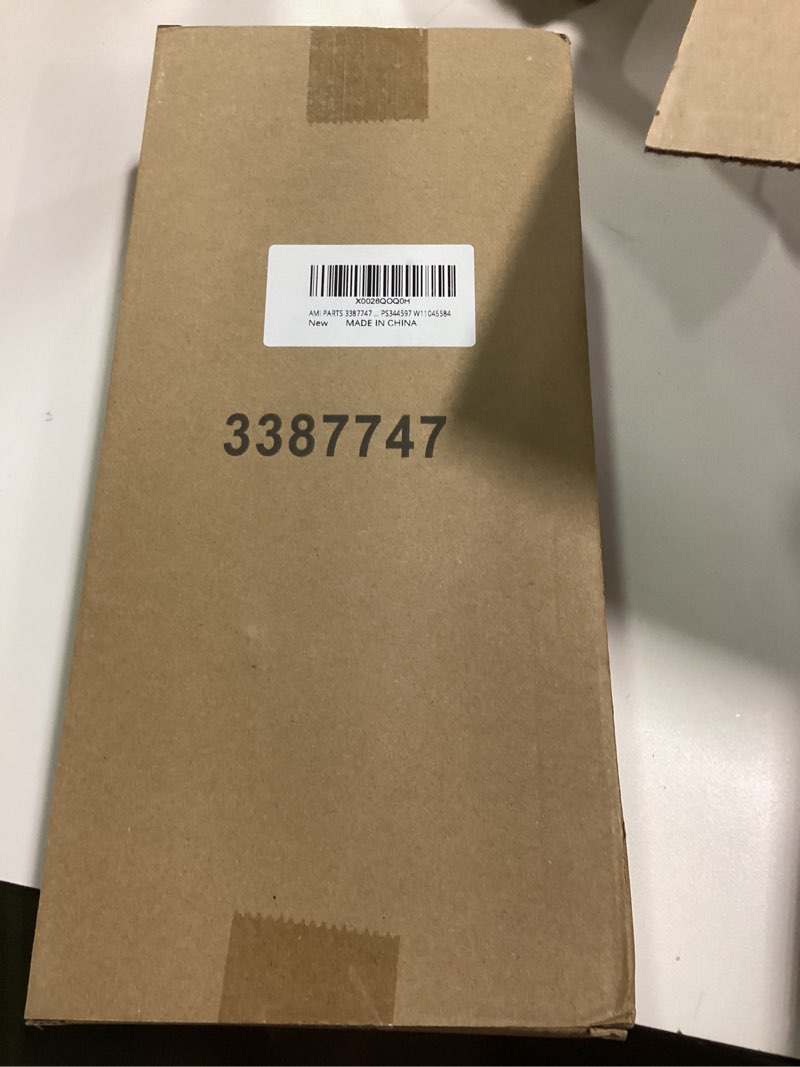 X0026QOQ0H
AMI PARTS 3387747 ... PS344597 W11045584
New MADE IN CHINA
3387747